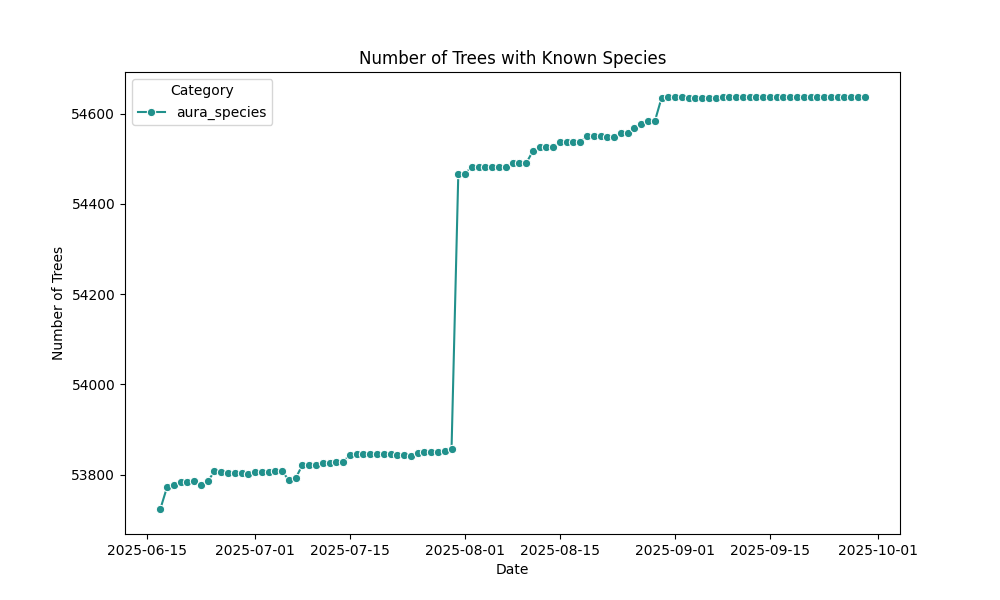 Number of Trees with Known Species
Category
aura_species
Number of Trees
54600
54400
54200
54000
53800
2025-06-15 2025-07-01 2025-07-15 2025-08-01 2025-08-15 2025-09-01 2025-09-15 2025-10-01
Date